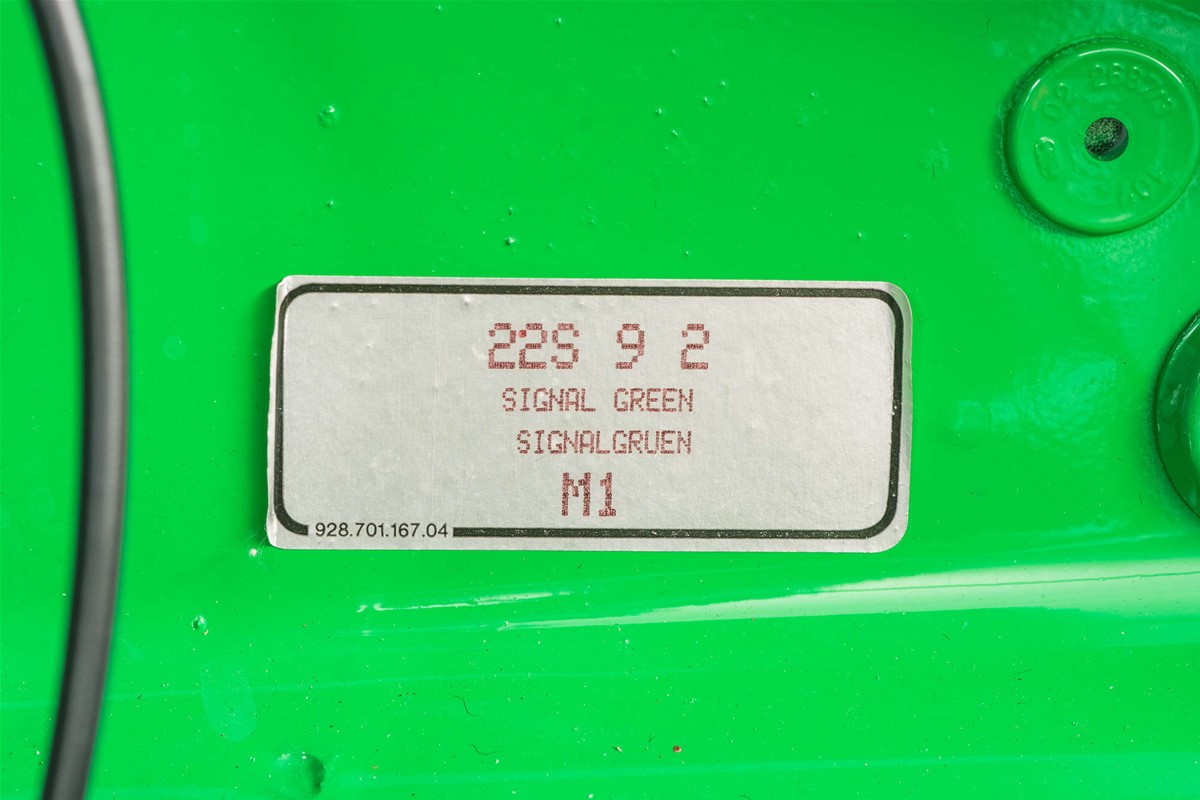 22S 9 2
SIGNAL GREEN
SIGNALGRUEN
M1
928.701.167.04